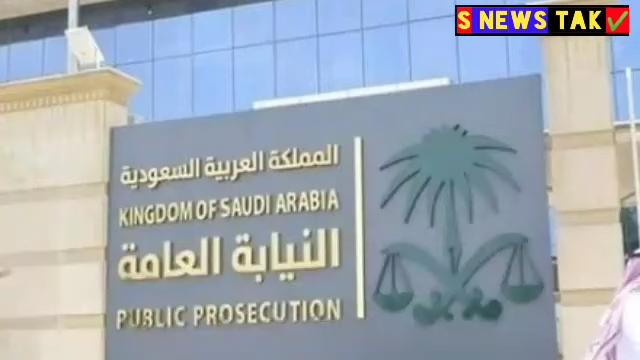 S NEWS TAK✓
المملكة العربية السعودية
KINGDOM OF SAUDI ARABIA
النيابة العامة
PUBLIC PROSECUTION